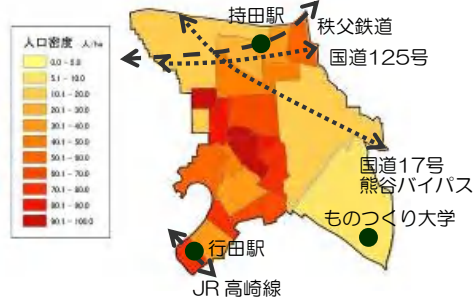 人口密度 人/ha
0.0 - 5.0
5.1 - 10.0
10.1 - 20.0
20.1 - 30.0
30.1 - 40.0
40.1 - 50.0
50.1 - 60.0
60.1 - 70.0
70.1 - 80.0
80.1 - 90.0
90.1 - 100.0
持田駅
秩父鉄道
国道125号
国道17号
熊谷バイパス
ものつくり大学
行田駅
JR 高崎線